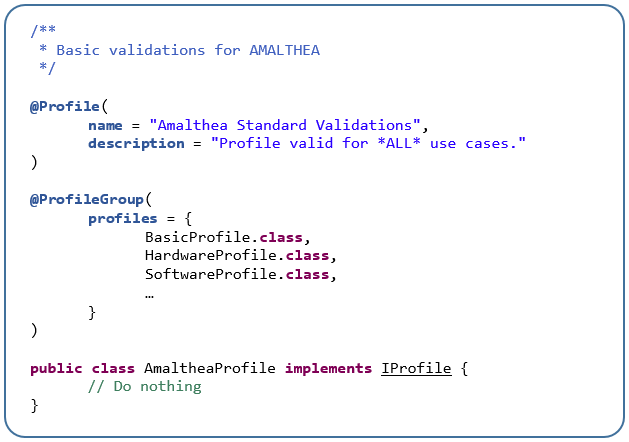 /**
 * Basic validations for AMALTHEA
 */
@Profile(
name = "Amalthea Standard Validations",
description = "Profile valid for *ALL* use cases."
)
@ProfileGroup(
profiles = {
BasicProfile.class,
HardwareProfile.class,
SoftwareProfile.class,
…
}
)
public class AmaltheaProfile implements IProfile {
// Do nothing
}